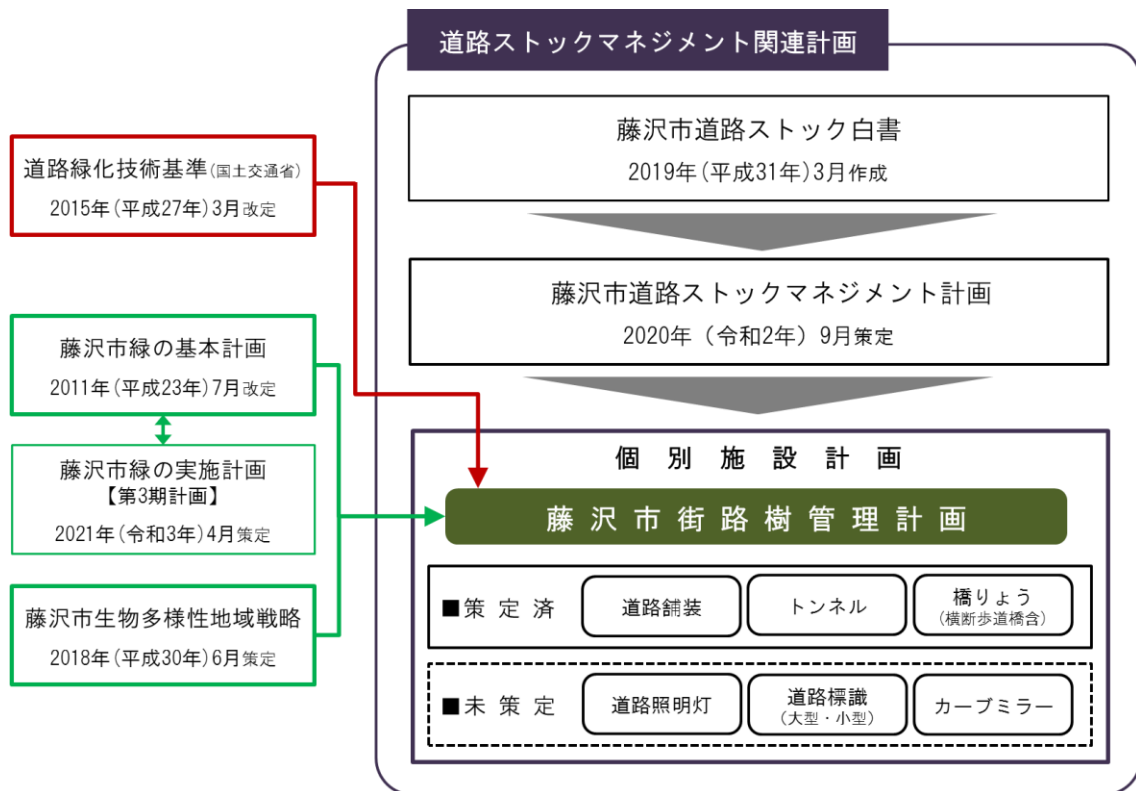 道路ストックマネジメント関連計画
藤沢市道路ストック白書
2019年(平成31年)3月作成
藤沢市道路ストックマネジメント計画
2020年（令和2年）9月策定
道路緑化技術基準(国土交通省)
2015年(平成27年)3月改定
藤沢市緑の基本計画
2011年(平成23年)7月改定
藤沢市緑の実施計画
【第3期計画】
2021年(令和3年)4月策定
藤沢市生物多様性地域戦略
2018年(平成30年)6月策定
個別施設計画
藤沢市街路樹管理計画
■策定済
道路舗装
トンネル
橋りょう
(横断歩道橋含)
■未策定
道路照明灯
道路標識
(大型・小型)
カーブミラー